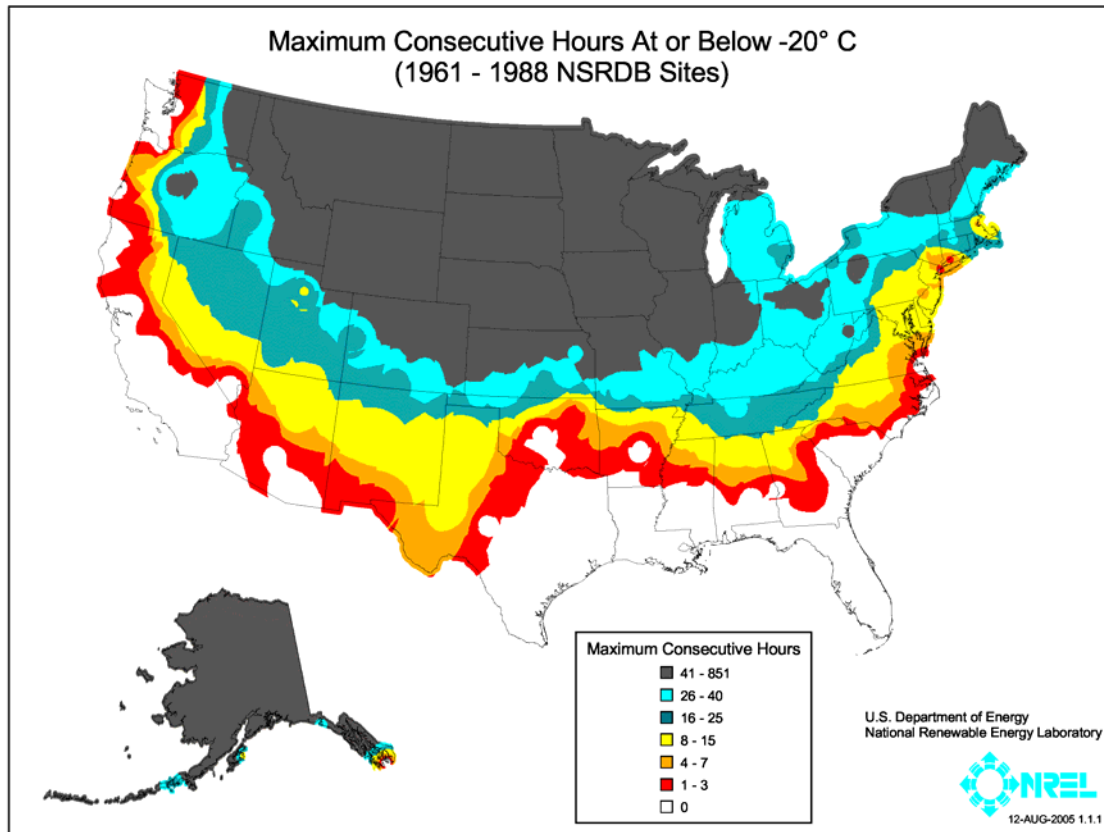 Maximum Consecutive Hours At or Below -20° C
(1961 - 1988 NSRDB Sites)
Maximum Consecutive Hours
41 - 851
26 - 40
16 - 25
8 - 15
4 - 7
1 - 3
0
U.S. Department of Energy
National Renewable Energy Laboratory
NREL
12-AUG-2005 1.1.1